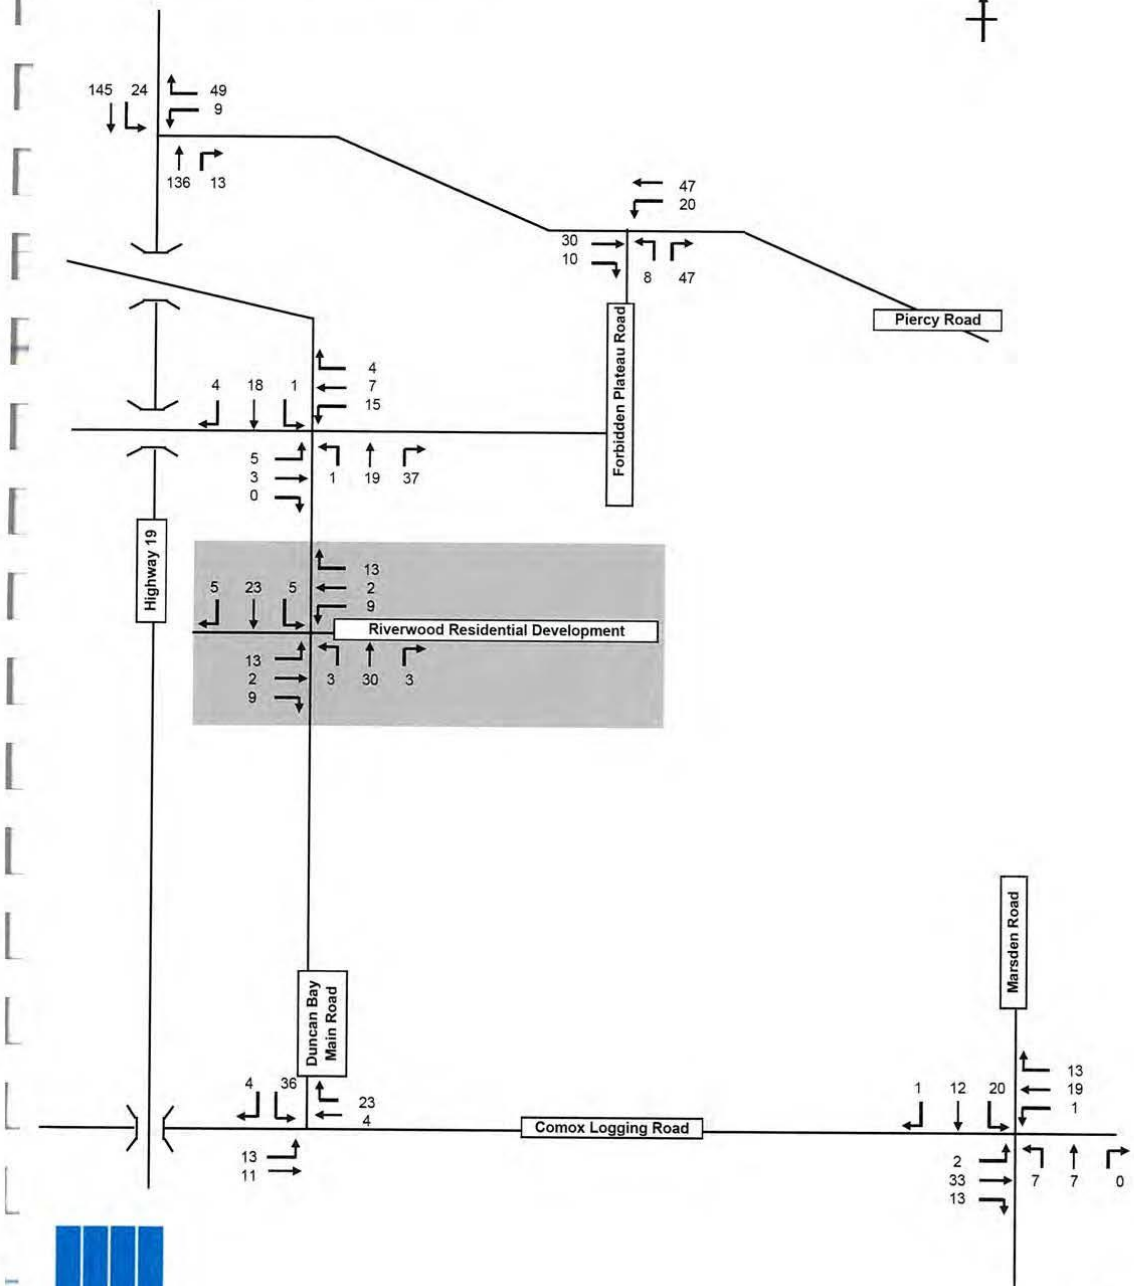 145 24 49
9
136 13
47
20
30
10
8 47
Piercy Road
Forbidden Plateau Road
4
4 18 1 7
15
5
3 1 19 37
0
Highway 19
13
5 23 5 2
9
Riverwood Residential Development
13
2 3 30 3
9
Marsden Road
Duncan Bay
Main Road
4 36
23
4
Comox Logging Road
13
11
13
1 12 20 19
1
2
33 7 7 0
13